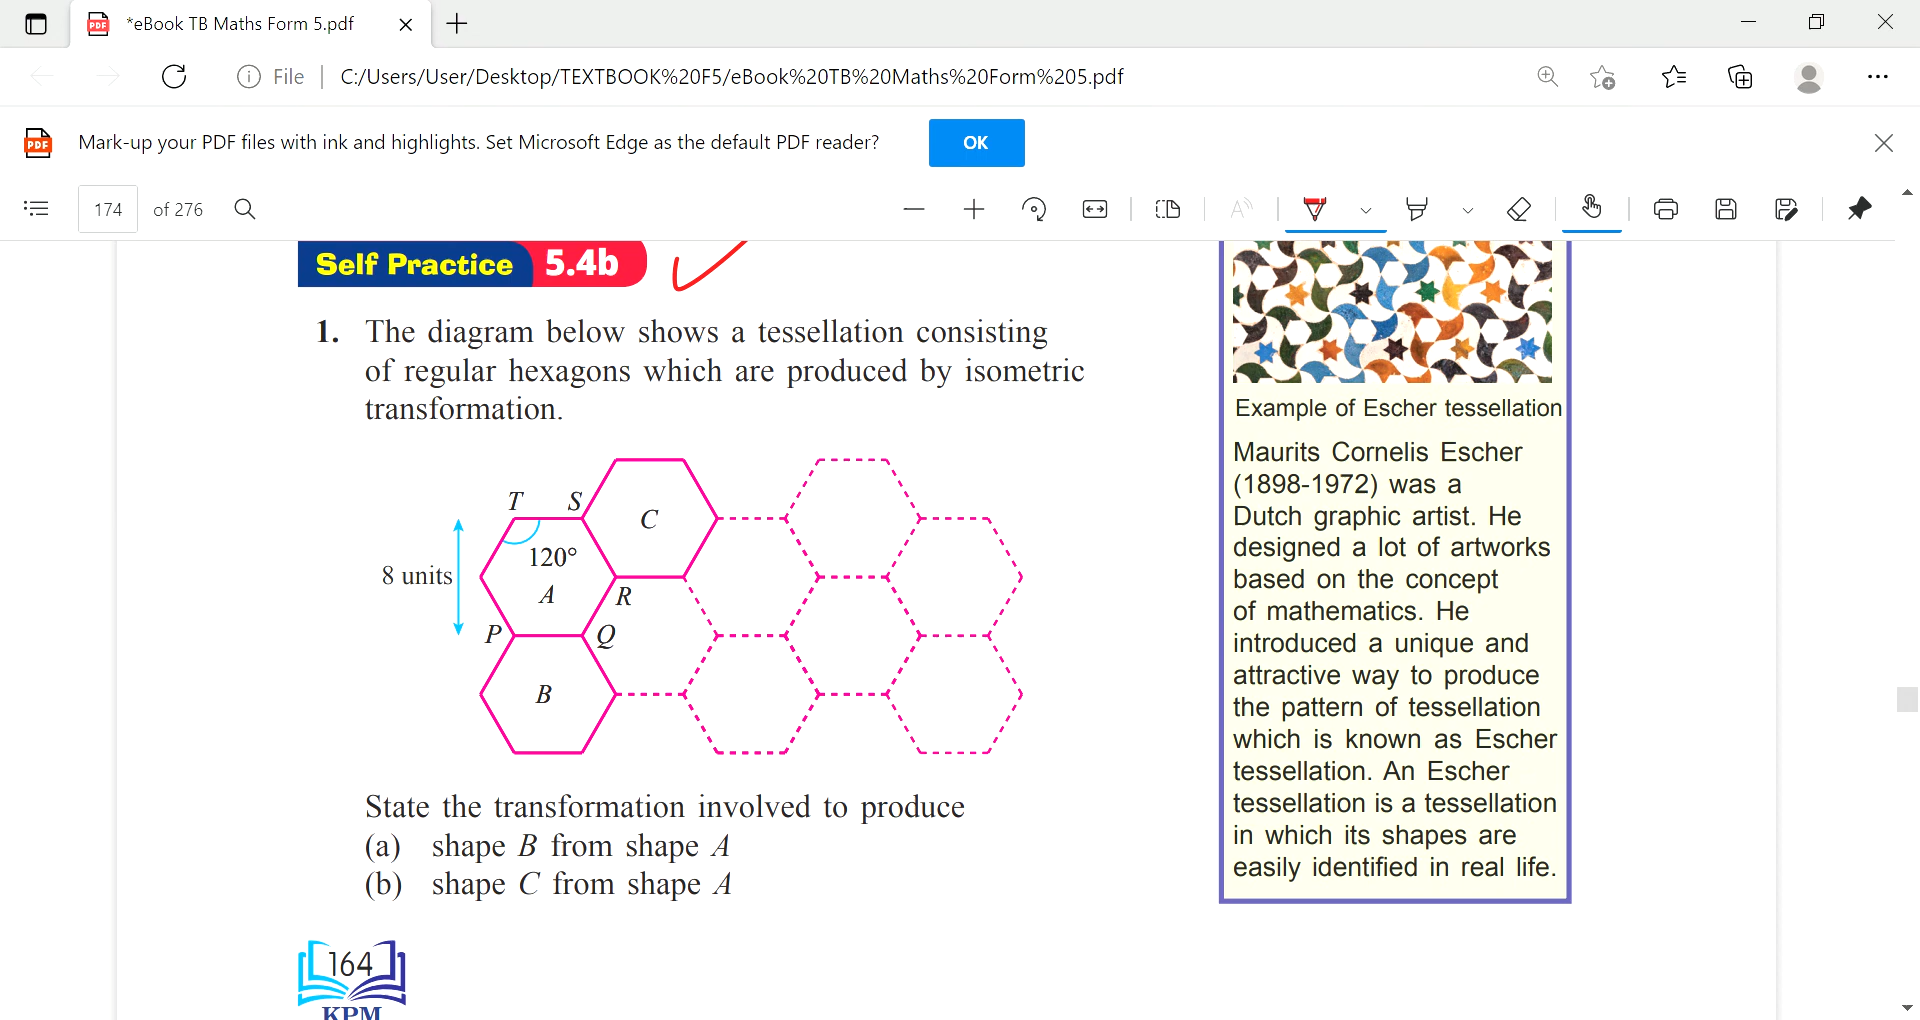 *eBook TB Maths Form 5.pdf
File
C:/Users/User/Desktop/TEXTBOOK%20F5/eBook%20TB%20Maths%20Form%205.pdf
PDF
Mark-up your PDF files with ink and highlights. Set Microsoft Edge as the default PDF reader?
OK
174 of 276
Self Practice 5.4b
1. The diagram below shows a tessellation consisting
of regular hexagons which are produced by isometric
transformation.
T S
C
120°
8 units
A
R
P
Q
B
State the transformation involved to produce
(a) shape B from shape A
(b) shape C from shape A
164
KPM
Example of Escher tessellation
Maurits Cornelis Escher
(1898-1972) was a
Dutch graphic artist. He
designed a lot of artworks
based on the concept
of mathematics. He
introduced a unique and
attractive way to produce
the pattern of tessellation
which is known as Escher
tessellation. An Escher
tessellation is a tessellation
in which its shapes are
easily identified in real life.